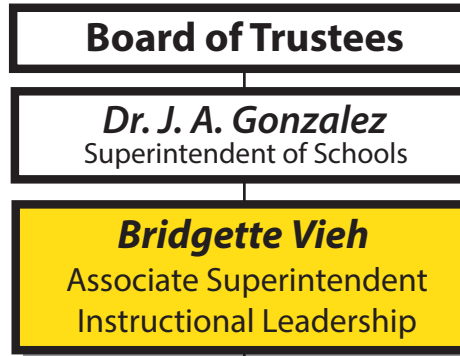 Board of Trustees
Dr. J. A. Gonzalez
Superintendent of Schools
Bridgette Vieh
Associate Superintendent
Instructional Leadership